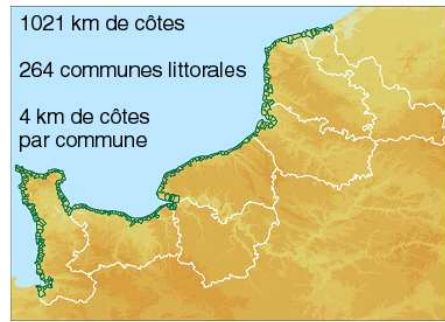 1021 km de côtes
264 communes littorales
4 km de côtes
par commune